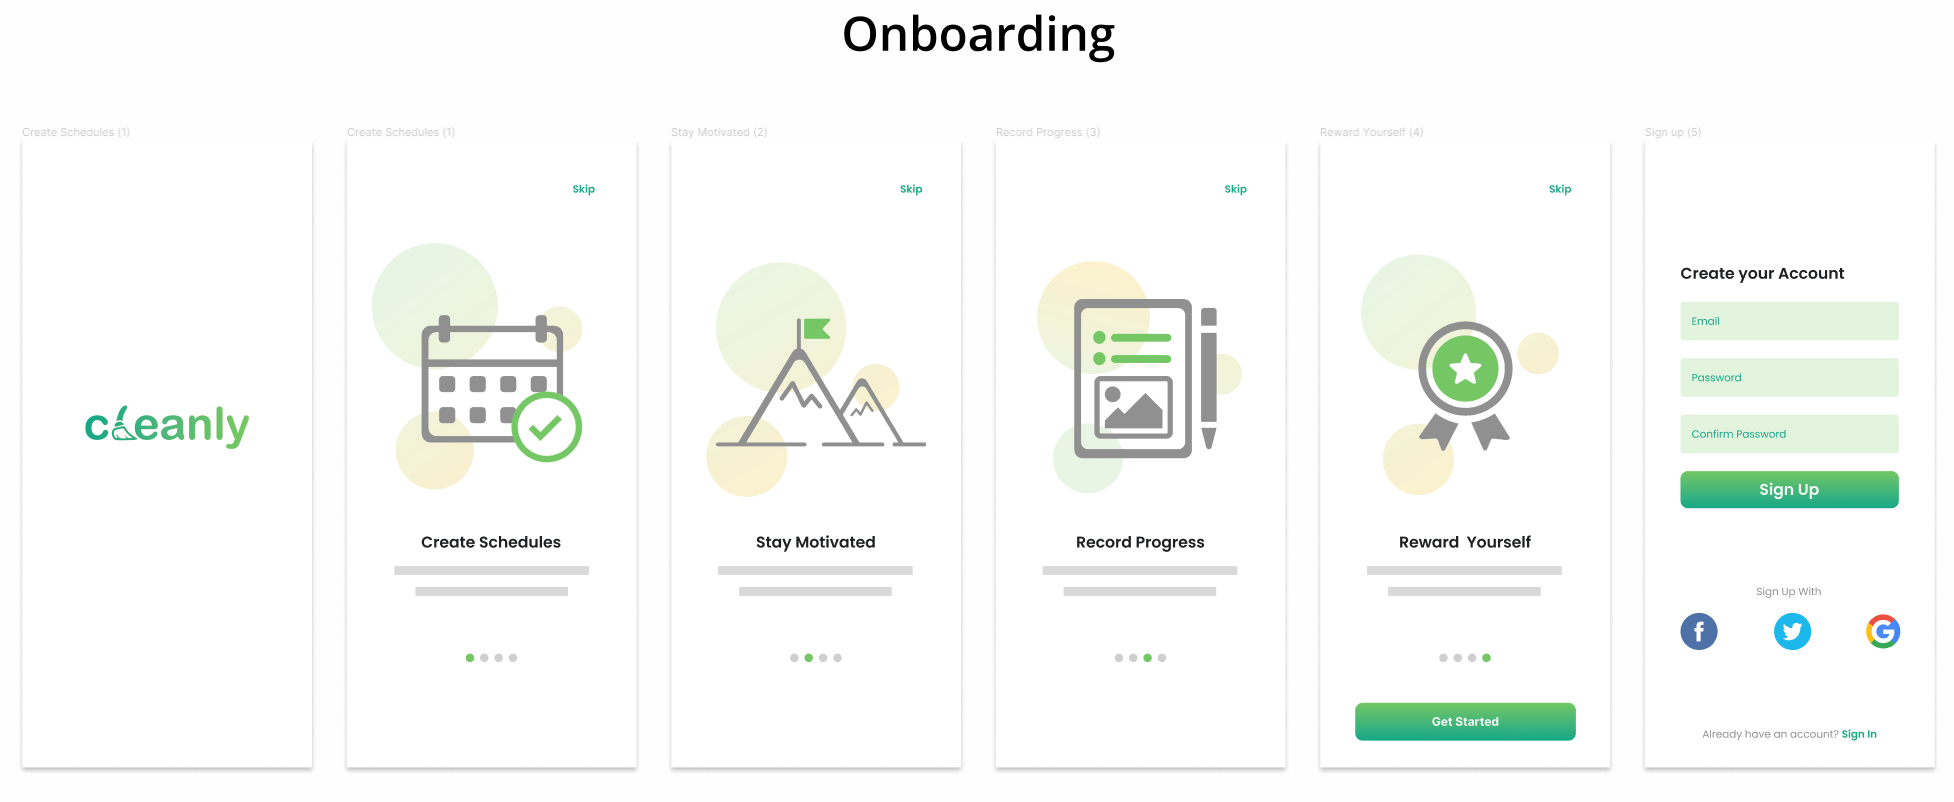 Onboarding
Create Schedules (1)
cleanly
Create Schedules (1)
Skip
Create Schedules
Stay Motivated (2)
Skip
Stay Motivated
Record Progress (3)
Skip
Record Progress
Reward Yourself (4)
Skip
Reward Yourself
Get Started
Sign up (5)
Create your Account
Email
Password
Confirm Password
Sign Up
Sign Up With
Already have an account? Sign In